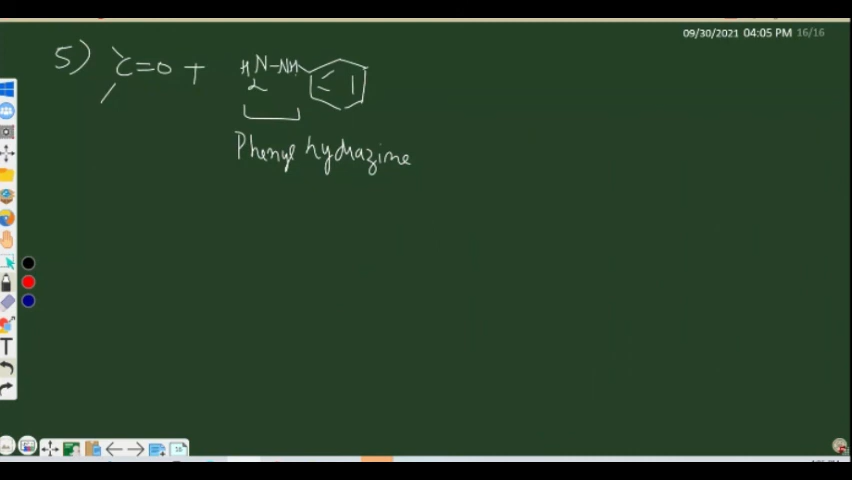 09/30/2021 04:05 PM 16/16
5) C=O + H2N-NH
Phenyl hydrazine